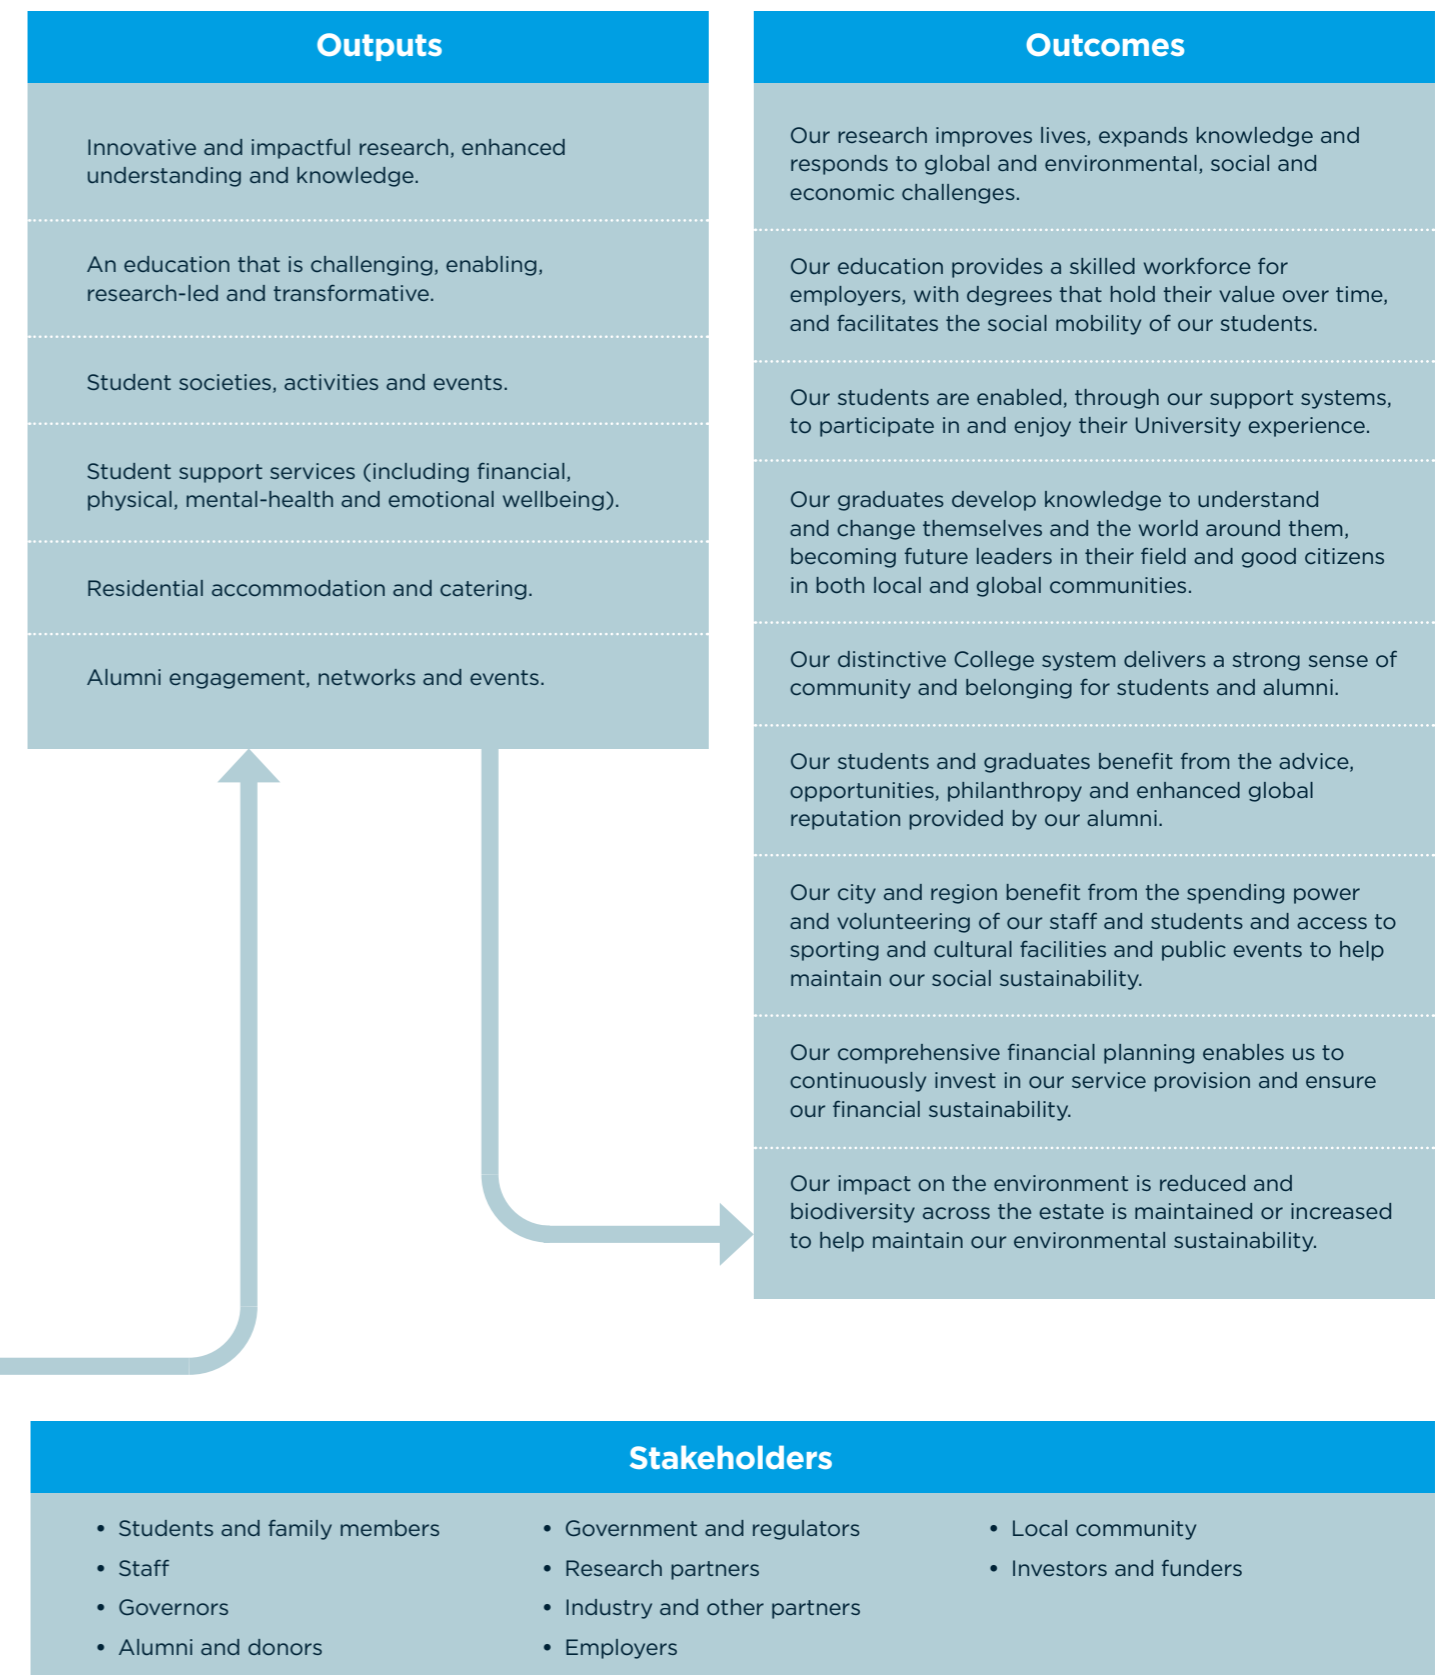 Outputs
Innovative and impactful research, enhanced
understanding and knowledge.
An education that is challenging, enabling,
research-led and transformative.
Student societies, activities and events.
Student support services (including financial,
physical, mental-health and emotional wellbeing).
Residential accommodation and catering.
Alumni engagement, networks and events.
Outcomes
Our research improves lives, expands knowledge and
responds to global and environmental, social and
economic challenges.
Our education provides a skilled workforce for
employers, with degrees that hold their value over time,
and facilitates the social mobility of our students.
Our students are enabled, through our support systems,
to participate in and enjoy their University experience.
Our graduates develop knowledge to understand
and change themselves and the world around them,
becoming future leaders in their field and good citizens
in both local and global communities.
Our distinctive College system delivers a strong sense of
community and belonging for students and alumni.
Our students and graduates benefit from the advice,
opportunities, philanthropy and enhanced global
reputation provided by our alumni.
Our city and region benefit from the spending power
and volunteering of our staff and students and access to
sporting and cultural facilities and public events to help
maintain our social sustainability.
Our comprehensive financial planning enables us to
continuously invest in our service provision and ensure
our financial sustainability.
Our impact on the environment is reduced and
biodiversity across the estate is maintained or increased
to help maintain our environmental sustainability.
Stakeholders
• Students and family members
• Staff
• Governors
• Alumni and donors
• Government and regulators
• Research partners
• Industry and other partners
• Employers
• Local community
• Investors and funders